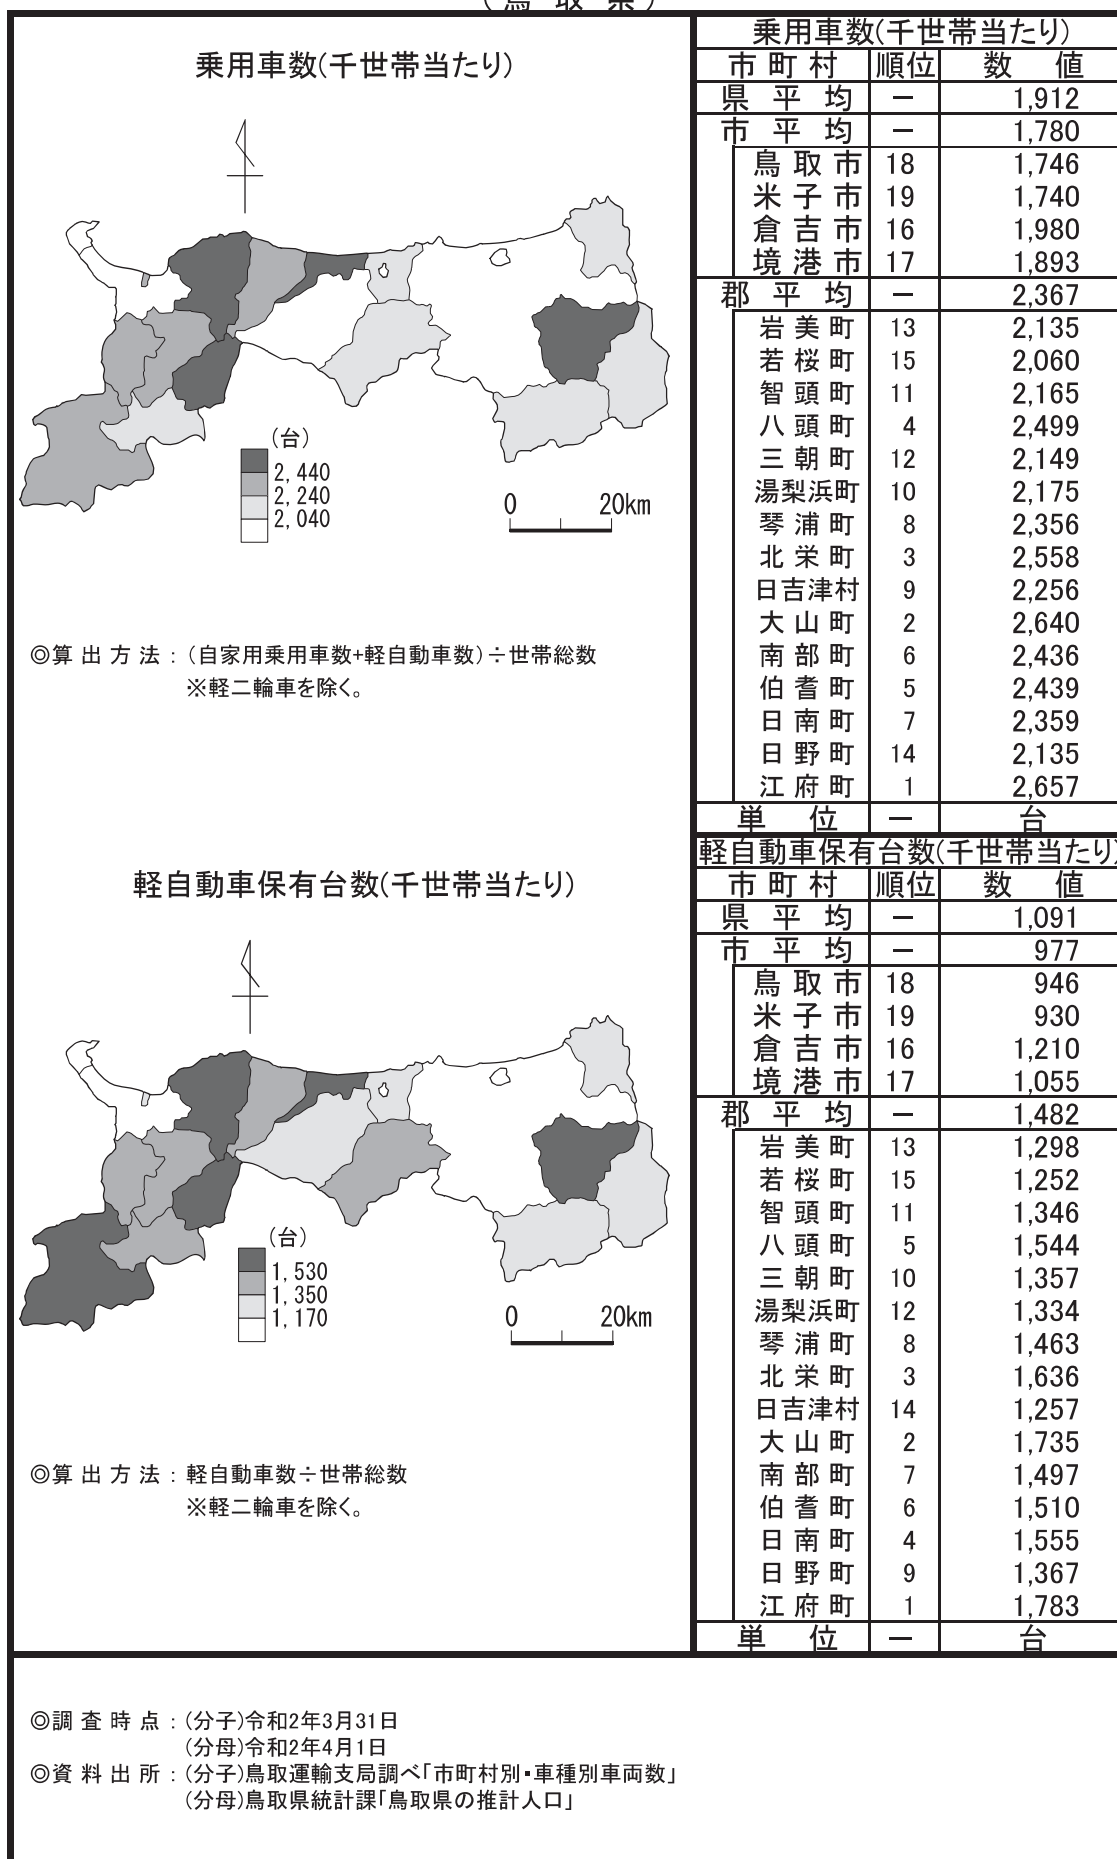 (鳥取県)
乗用車数(千世帯当たり)
(台)
2,440
2,240
2,040
0 20km
◎算出方法:(自家用乗用車数+軽自動車数)÷世帯総数
※軽二輪車を除く。
乗用車数(千世帯当たり)
市町村 順位 数値
県平均 － 1,912
市平均 － 1,780
鳥取市 18 1,746
米子市 19 1,740
倉吉市 16 1,980
境港市 17 1,893
郡平均 － 2,367
岩美町 13 2,135
若桜町 15 2,060
智頭町 11 2,165
八頭町 4 2,499
三朝町 12 2,149
湯梨浜町 10 2,175
琴浦町 8 2,356
北栄町 3 2,558
日吉津村 9 2,256
大山町 2 2,640
南部町 6 2,436
伯耆町 5 2,439
日南町 7 2,359
日野町 14 2,135
江府町 1 2,657
単位 － 台
軽自動車保有台数(千世帯当たり)
(台)
1,530
1,350
1,170
0 20km
◎算出方法:軽自動車数÷世帯総数
※軽二輪車を除く。
軽自動車保有台数(千世帯当たり)
市町村 順位 数値
県平均 － 1,091
市平均 － 977
鳥取市 18 946
米子市 19 930
倉吉市 16 1,210
境港市 17 1,055
郡平均 － 1,482
岩美町 13 1,298
若桜町 15 1,252
智頭町 11 1,346
八頭町 5 1,544
三朝町 10 1,357
湯梨浜町 12 1,334
琴浦町 8 1,463
北栄町 3 1,636
日吉津村 14 1,257
大山町 2 1,735
南部町 7 1,497
伯耆町 6 1,510
日南町 4 1,555
日野町 9 1,367
江府町 1 1,783
単位 － 台
◎調査時点:(分子)令和2年3月31日
(分母)令和2年4月1日
◎資料出所:(分子)鳥取運輸支局調べ「市町村別・車種別車両数」
(分母)鳥取県統計課「鳥取県の推計人口」